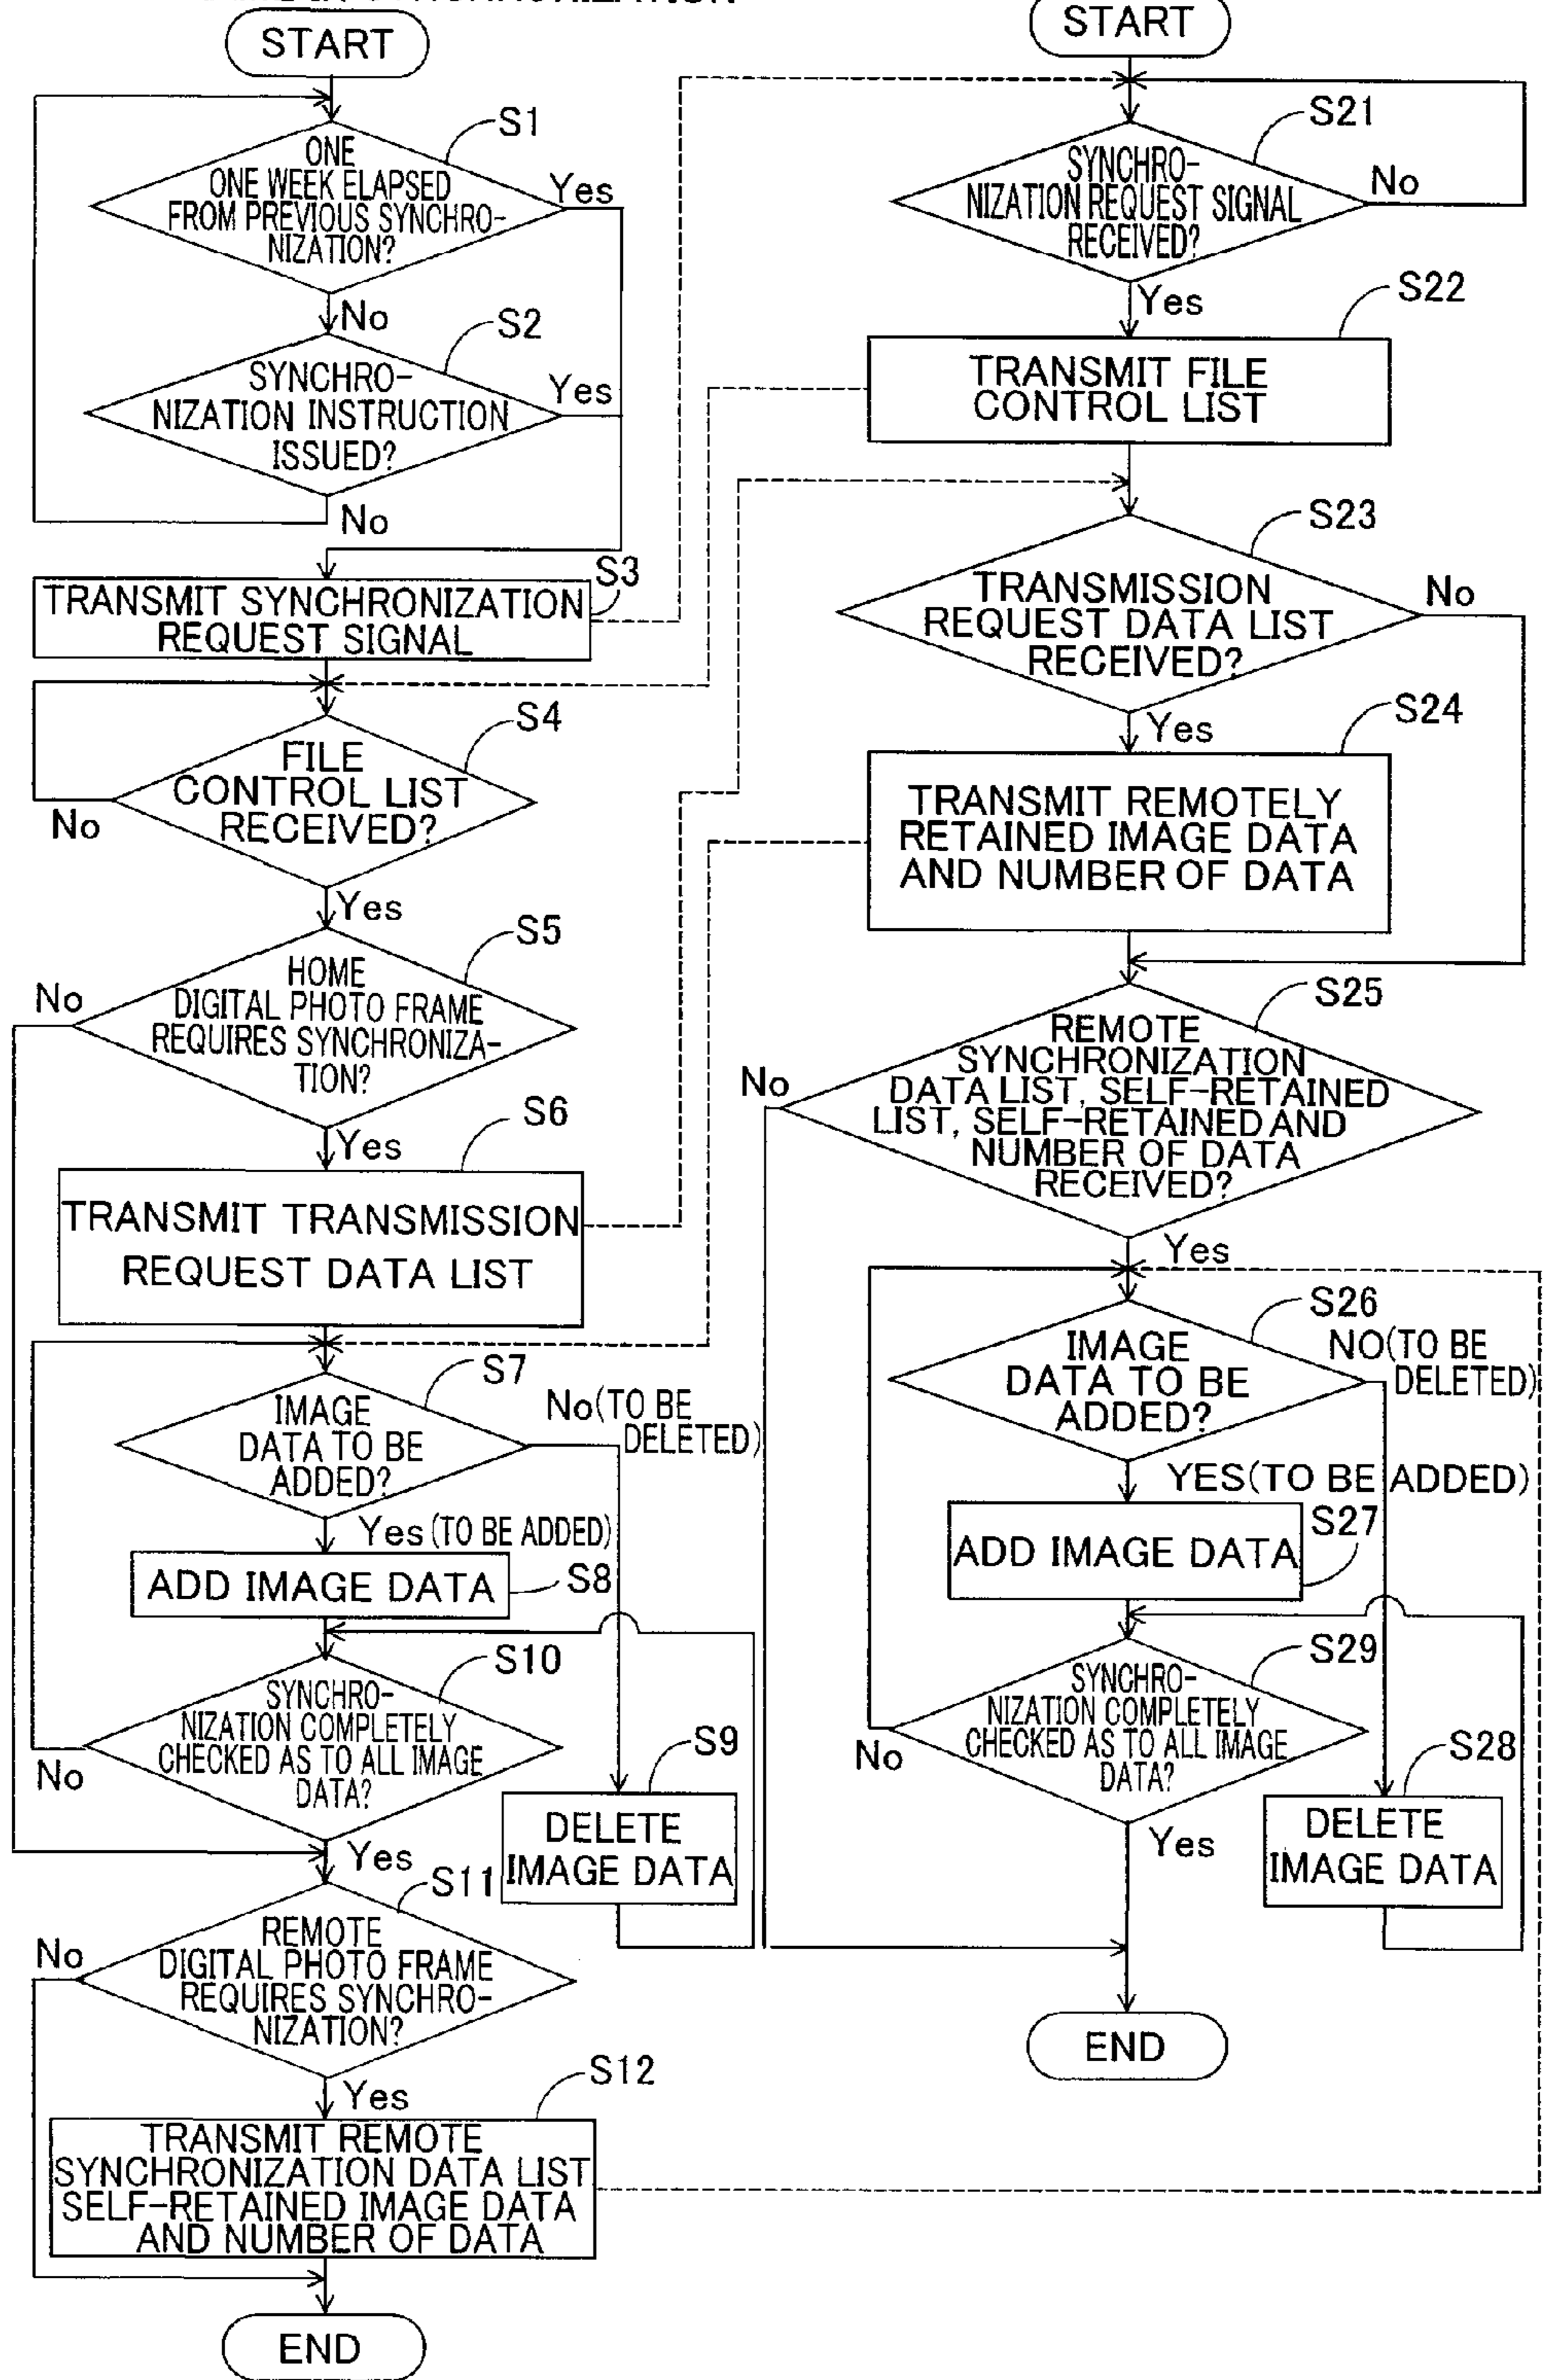 START
S1
ONE
ONE WEEK ELAPSED
FROM PREVIOUS SYNCHRO-
NIZATION?
Yes
No
S2
SYNCHRO-
NIZATION INSTRUCTION
ISSUED?
Yes
No
S3
TRANSMIT SYNCHRONIZATION
REQUEST SIGNAL
S4
FILE
CONTROL LIST
RECEIVED?
No
Yes
S5
HOME
DIGITAL PHOTO FRAME
REQUIRES SYNCHRONIZA-
TION?
No
Yes
S6
TRANSMIT TRANSMISSION
REQUEST DATA LIST
S7
IMAGE
DATA TO BE
ADDED?
No(TO BE
DELETED)
Yes(TO BE ADDED)
ADD IMAGE DATA
S8
S10
SYNCHRO-
NIZATION COMPLETELY
CHECKED AS TO ALL IMAGE
DATA?
No
Yes
S9
DELETE
IMAGE DATA
S11
REMOTE
DIGITAL PHOTO FRAME
REQUIRES SYNCHRO-
NIZATION?
No
Yes
S12
TRANSMIT REMOTE
SYNCHRONIZATION DATA LIST
SELF-RETAINED IMAGE DATA
AND NUMBER OF DATA
END
START
S21
SYNCHRO-
NIZATION REQUEST SIGNAL
RECEIVED?
No
Yes
S22
TRANSMIT FILE
CONTROL LIST
S23
TRANSMISSION
REQUEST DATA LIST
RECEIVED?
No
Yes
S24
TRANSMIT REMOTELY
RETAINED IMAGE DATA
AND NUMBER OF DATA
S25
REMOTE
SYNCHRONIZATION
DATA LIST, SELF-RETAINED
LIST, SELF-RETAINED AND
NUMBER OF DATA
RECEIVED?
No
Yes
S26
IMAGE
DATA TO BE
ADDED?
NO(TO BE
DELETED)
YES(TO BE ADDED)
S27
ADD IMAGE DATA
S29
SYNCHRO-
NIZATION COMPLETELY
CHECKED AS TO ALL IMAGE
DATA?
No
Yes
S28
DELETE
IMAGE DATA
END